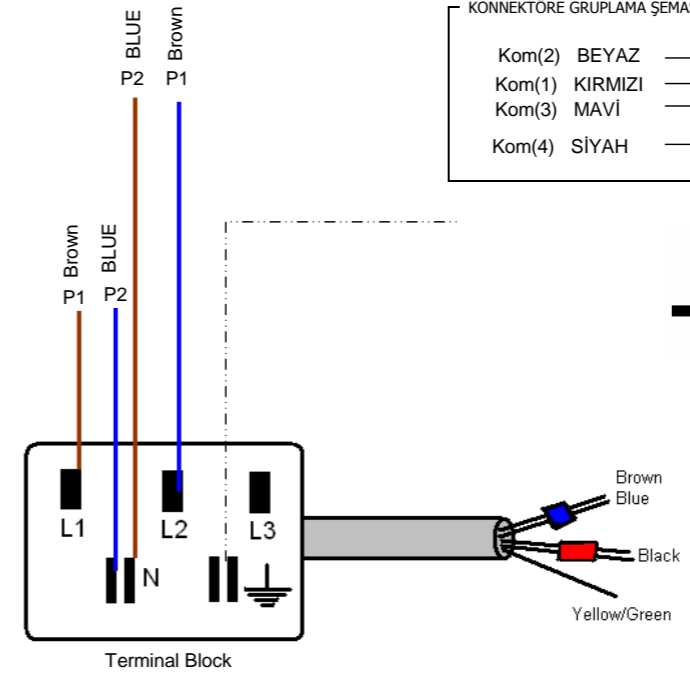 KONNEKTÖRE GRUPLAMA ŞEMAS
Kom(2) BEYAZ
Kom(1) KIRMIZI
Kom(3) MAVİ
Kom(4) SİYAH
BLUE
P2
Brown
P1
Brown
P1
BLUE
P2
L1
L2
L3
N
Terminal Block
Brown
Blue
Black
Yellow/Green